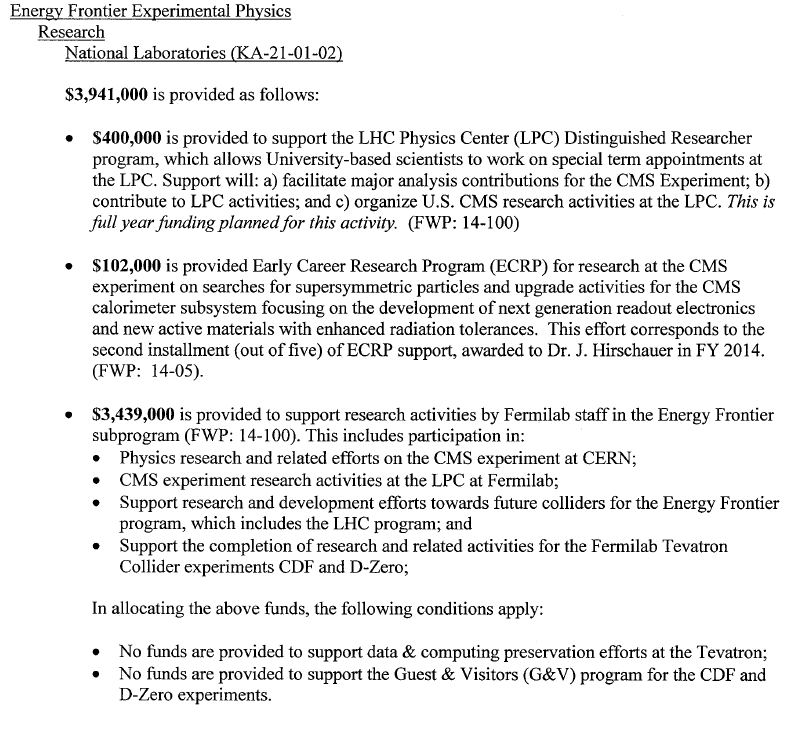 Energy Frontier Experimental Physics
Research
National Laboratories (KA-21-01-02)
$3,941,000 is provided as follows:
• $400,000 is provided to support the LHC Physics Center (LPC) Distinguished Researcher
program, which allows University-based scientists to work on special term appointments at
the LPC. Support will: a) facilitate major analysis contributions for the CMS Experiment; b)
contribute to LPC activities; and c) organize U.S. CMS research activities at the LPC. This is
full year funding planned for this activity. (FWP: 14-100)
• $102,000 is provided Early Career Research Program (ECRP) for research at the CMS
experiment on searches for supersymmetric particles and upgrade activities for the CMS
calorimeter subsystem focusing on the development of next generation readout electronics
and new active materials with enhanced radiation tolerances. This effort corresponds to the
second installment (out of five) of ECRP support, awarded to Dr. J. Hirschauer in FY 2014.
(FWP: 14-05).
• $3,439,000 is provided to support research activities by Fermilab staff in the Energy Frontier
subprogram (FWP: 14-100). This includes participation in:
• Physics research and related efforts on the CMS experiment at CERN;
• CMS experiment research activities at the LPC at Fermilab;
• Support research and development efforts towards future colliders for the Energy Frontier
program, which includes the LHC program; and
• Support the completion of research and related activities for the Fermilab Tevatron
Collider experiments CDF and D-Zero;
In allocating the above funds, the following conditions apply:
• No funds are provided to support data & computing preservation efforts at the Tevatron;
• No funds are provided to support the Guest & Visitors (G&V) program for the CDF and
D-Zero experiments.